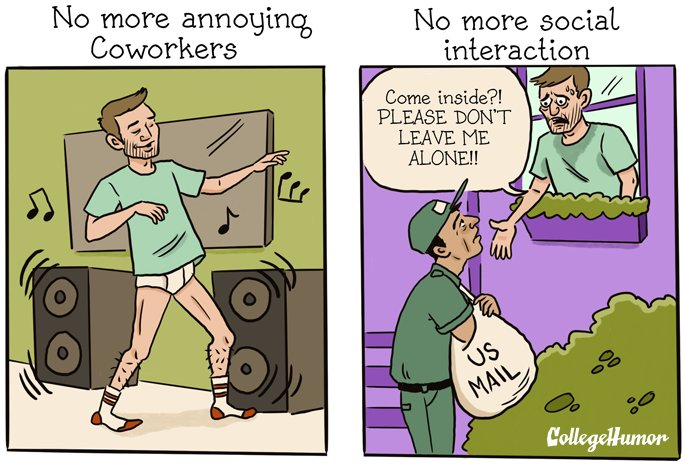 No more annoying
Coworkers
No more social
interaction
Come inside?!
PLEASE DON'T
LEAVE ME
ALONE!!
US
MAIL
CollegeHumor